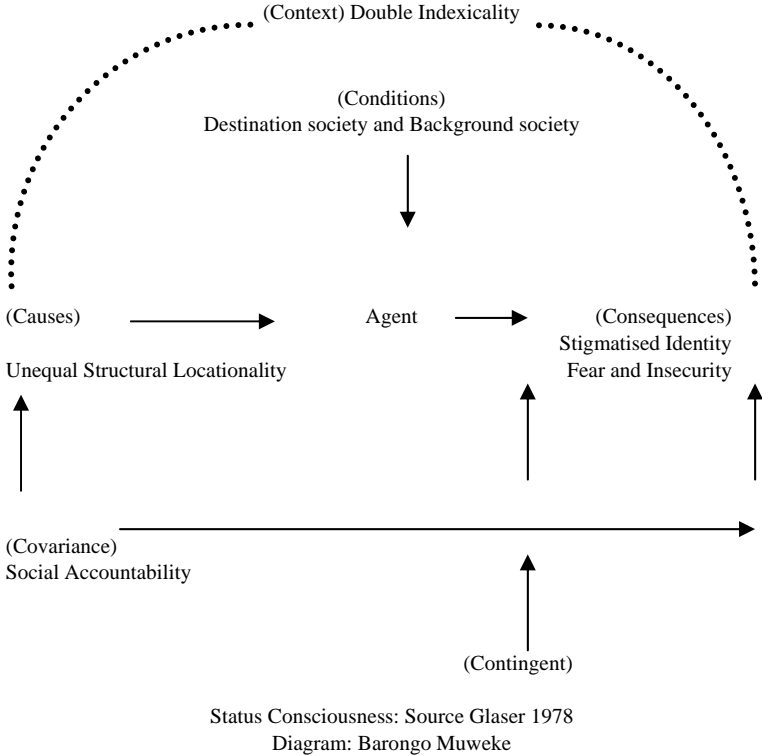 (Context) Double Indexicality
(Conditions)
Destination society and Background society
(Causes)
Agent
(Consequences)
Stigmatised Identity
Fear and Insecurity
Unequal Structural Locationality
(Covariance)
Social Accountability
(Contingent)
Status Consciousness: Source Glaser 1978
Diagram: Barongo Muweke